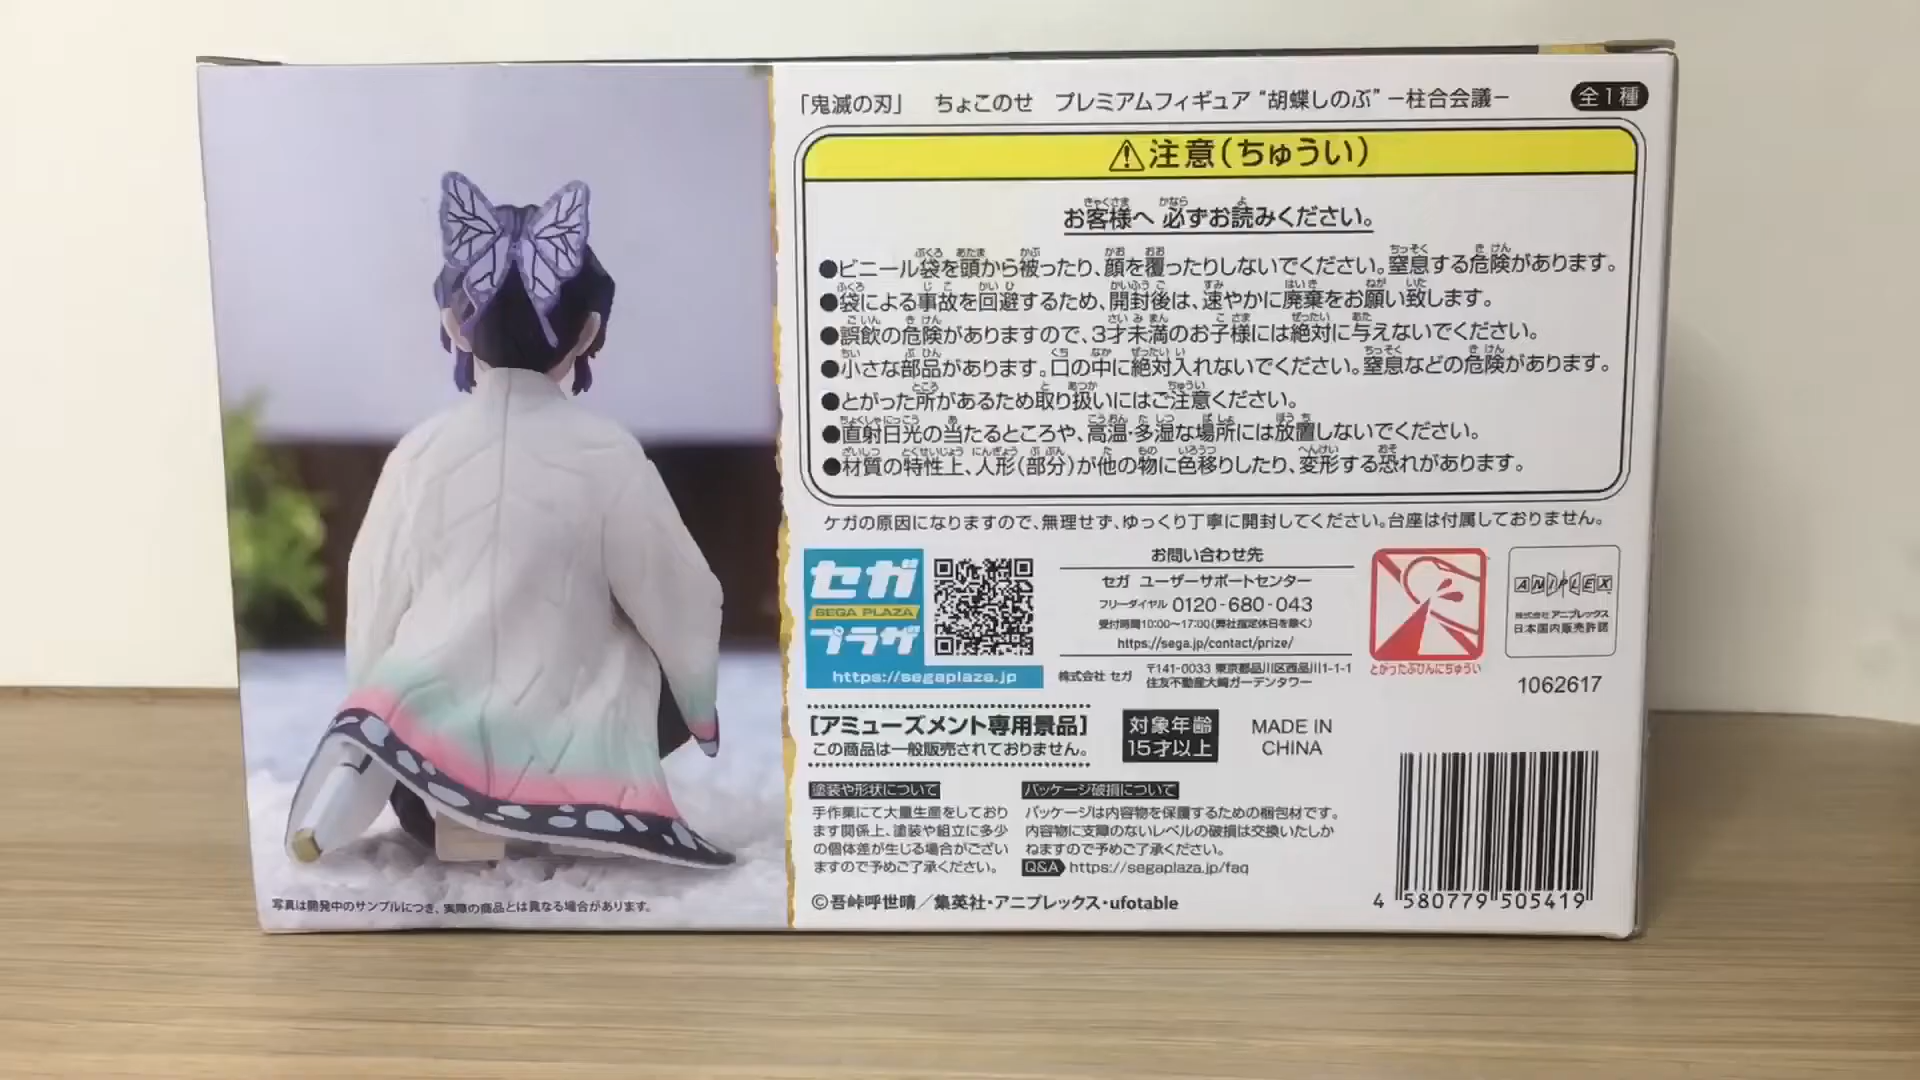 「鬼滅の刃」 ちょこのせ プレミアムフィギュア“胡蝶しのぶ”－柱合会議－
全1種
注意(ちゅうい)
お客様へ 必ずお読みください。
●ビニール袋を頭から被ったり、顔を覆ったりしないでください。窒息する危険があります。
●袋による事故を回避するため、開封後は、速やかに廃棄をお願い致します。
●誤飲の危険がありますので、3才未満のお子様には絶対に与えないでください。
●小さな部品があります。口の中に絶対入れないでください。窒息などの危険があります。
●とがった所があるため取り扱いにはご注意ください。
●直射日光の当たるところや、高温・多湿な場所には放置しないでください。
●材質の特性上、人形(部分)が他の物に色移りしたり、変形する恐れがあります。
ケガの原因になりますので、無理せず、ゆっくり丁寧に開封してください。台座は付属しておりません。
セガ
SEGA PLAZA
プラザ
https://segaplaza.jp
お問い合わせ先
セガ ユーザーサポートセンター
フリーダイヤル 0120-680-043
受付時間10:00～17:00(弊社指定休日を除く)
https://sega.jp/contact/prize/
株式会社 セガ
〒141-0033 東京都品川区西品川1-1-1
住友不動産大崎ガーデンタワー
とがったぶひんにちゅうい
ANIPLEX
株式会社 アニプレックス
日本国内販売許諾
1062617
[アミューズメント専用景品]
この商品は一般販売されておりません。
対象年齢
15才以上
MADE IN
CHINA
塗装や形状について
手作業にて大量生産をしており
ます関係上、塗装や組立に多少
の個体差が生じる場合がござい
ますので予めご了承ください。
パッケージ破損について
パッケージは内容物を保護するための梱包材です。
内容物に支障のないレベルの破損は交換いたしか
ねますので予めご了承ください。
Q&A https://segaplaza.jp/faq
©吾峠呼世晴／集英社・アニプレックス・ufotable
4 580779 505419
写真は開発中のサンプルにつき、実際の商品とは異なる場合があります。